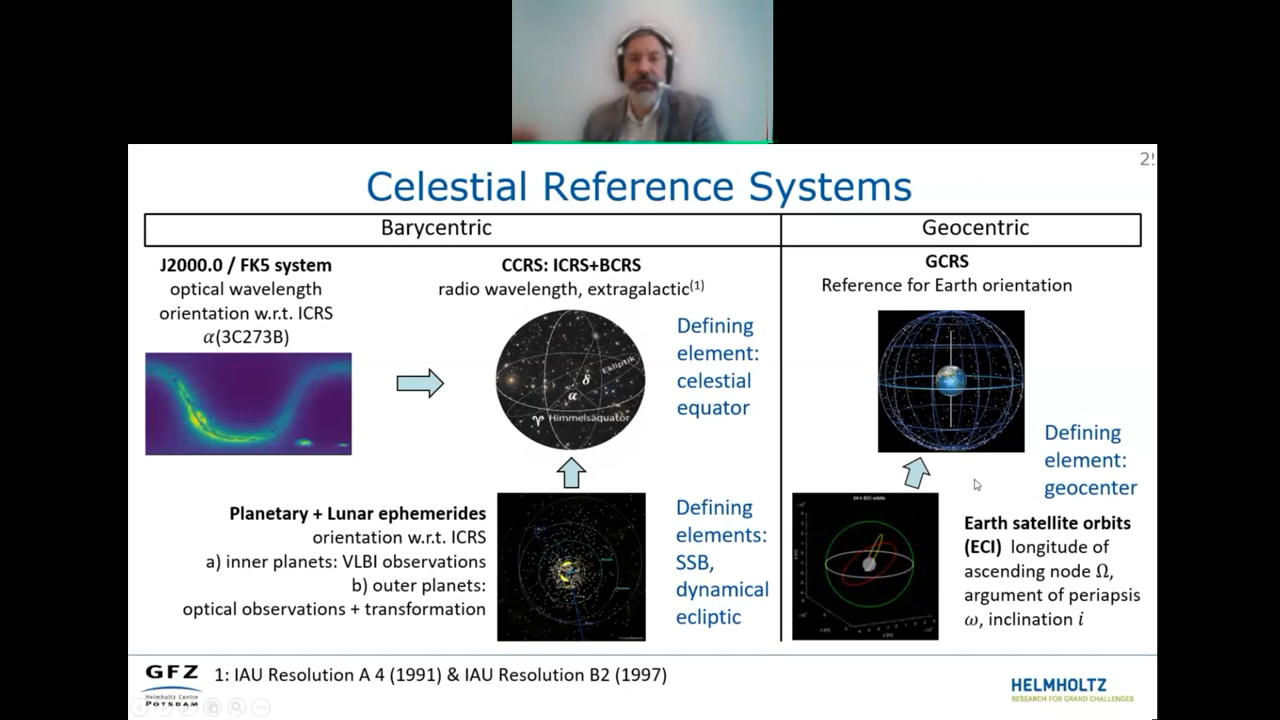 2
Celestial Reference Systems
Barycentric
Geocentric
J2000.0 / FK5 system
optical wavelength
orientation w.r.t. ICRS
α(3C273B)
CCRS: ICRS+BCRS
radio wavelength, extragalactic(1)
Ekliptik
δ
α
♈ Himmelsäquator
Defining
element:
celestial
equator
GCRS
Reference for Earth orientation
Defining
element:
geocenter
Planetary + Lunar ephemerides
orientation w.r.t. ICRS
a) inner planets: VLBI observations
b) outer planets:
optical observations + transformation
Defining
elements:
SSB,
dynamical
ecliptic
24 h ECI orbits
Earth satellite orbits
(ECI) longitude of
ascending node Ω,
argument of periapsis
ω, inclination i
GFZ
Helmholtz Centre
POTSDAM
1: IAU Resolution A 4 (1991) & IAU Resolution B2 (1997)
HELMHOLTZ
RESEARCH FOR GRAND CHALLENGES